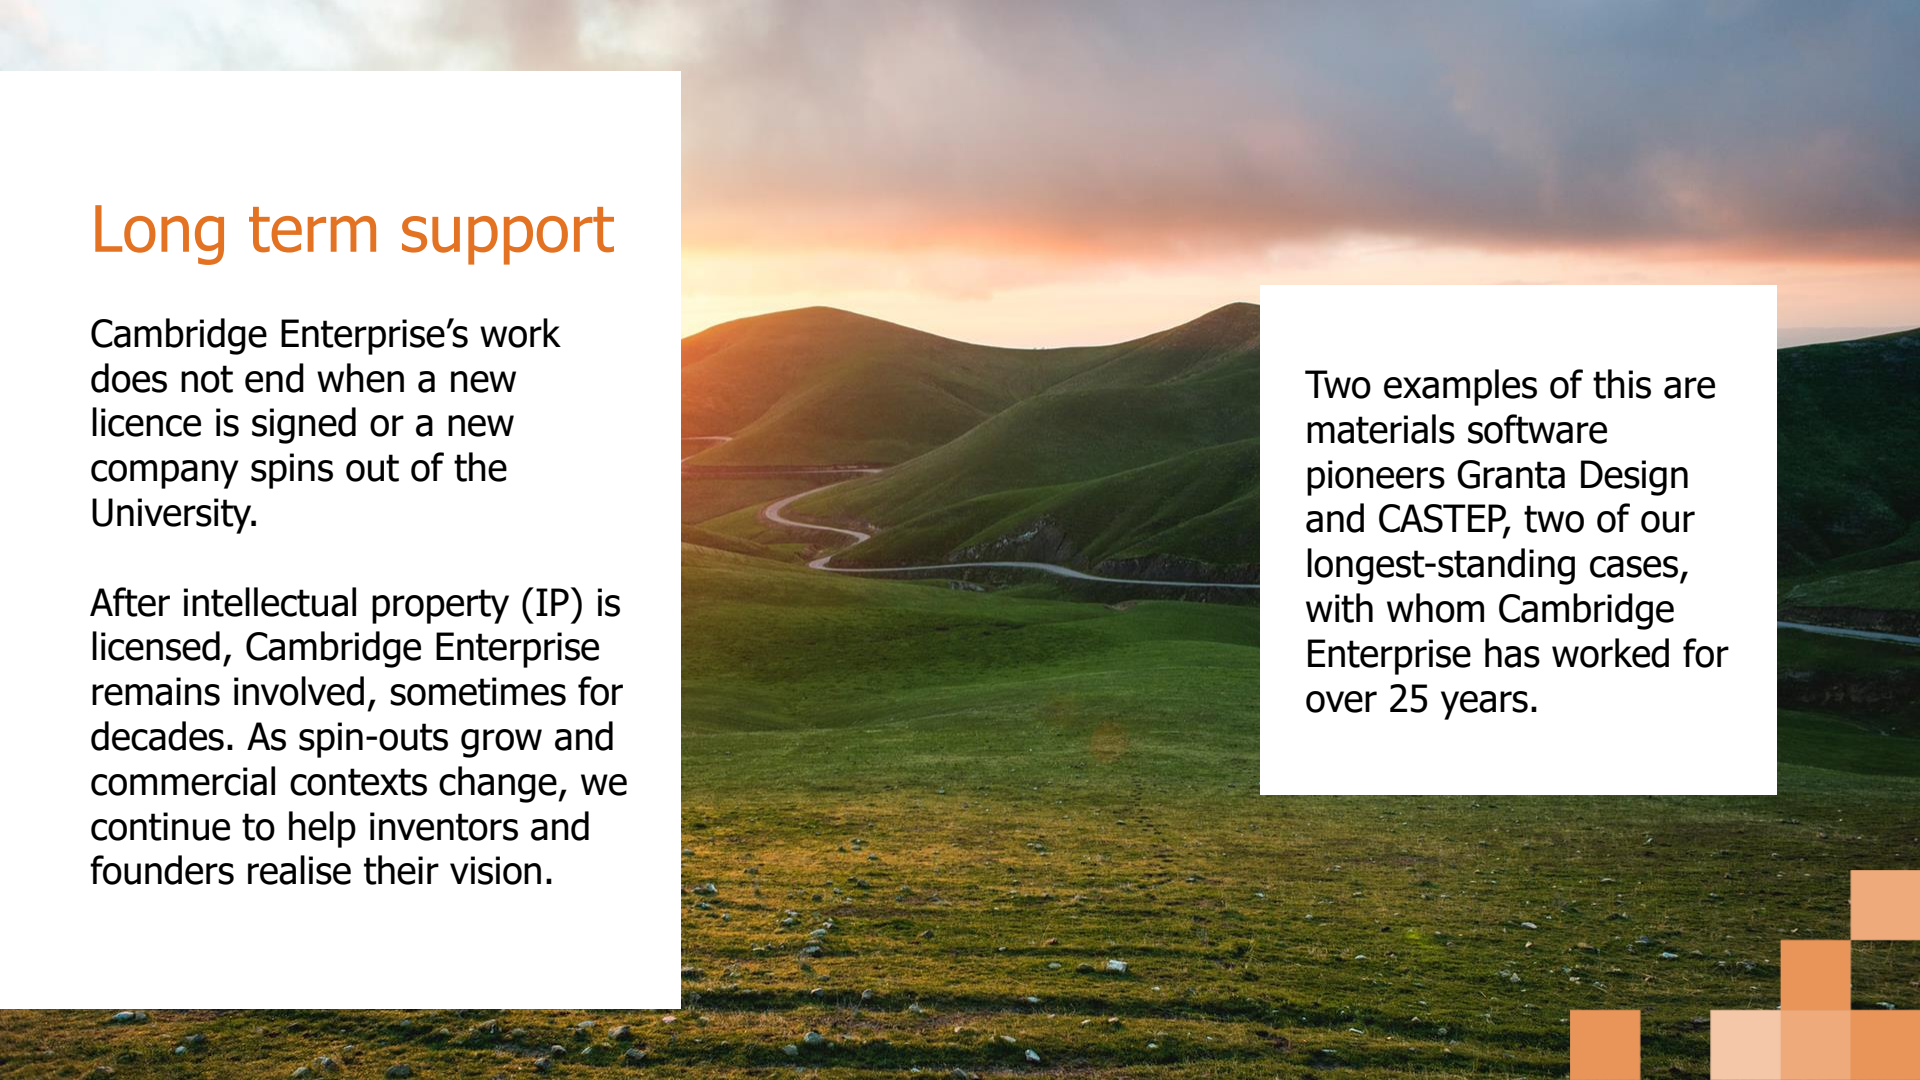 Long term support
Cambridge Enterprise’s work
does not end when a new
licence is signed or a new
company spins out of the
University.
After intellectual property (IP) is
licensed, Cambridge Enterprise
remains involved, sometimes for
decades. As spin-outs grow and
commercial contexts change, we
continue to help inventors and
founders realise their vision.
Two examples of this are
materials software
pioneers Granta Design
and CASTEP, two of our
longest-standing cases,
with whom Cambridge
Enterprise has worked for
over 25 years.